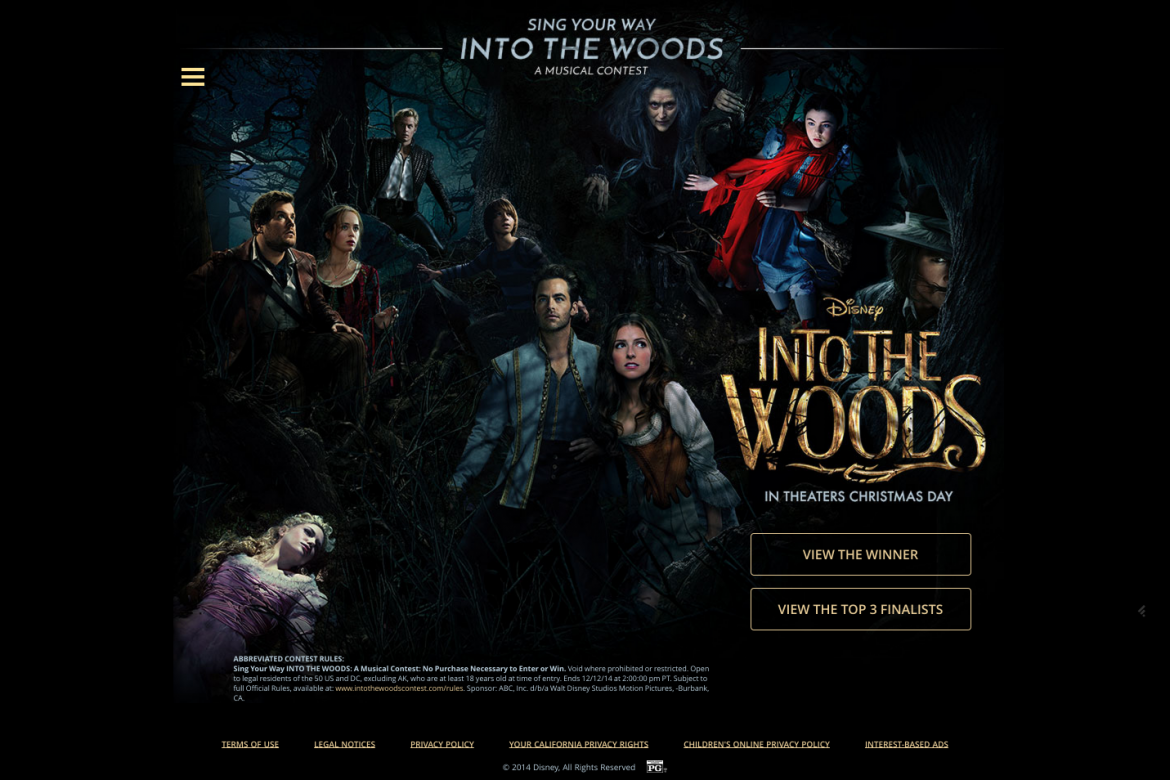 SING YOUR WAY
INTO THE WOODS
A MUSICAL CONTEST
Disney
INTO THE
WOODS
IN THEATERS CHRISTMAS DAY
VIEW THE WINNER
VIEW THE TOP 3 FINALISTS
ABBREVIATED CONTEST RULES:
Sing Your Way INTO THE WOODS: A Musical Contest: No Purchase Necessary to Enter or Win. Void where prohibited or restricted. Open
to legal residents of the 50 US and DC, excluding AK, who are at least 18 years old at time of entry. Ends 12/12/14 at 2:00:00 pm PT. Subject to
full Official Rules, available at: www.intothewoodscontest.com/rules. Sponsor: ABC, Inc. d/b/a Walt Disney Studios Motion Pictures, -Burbank,
CA.
TERMS OF USE LEGAL NOTICES PRIVACY POLICY YOUR CALIFORNIA PRIVACY RIGHTS CHILDREN'S ONLINE PRIVACY POLICY INTEREST-BASED ADS
© 2014 Disney, All Rights Reserved PG